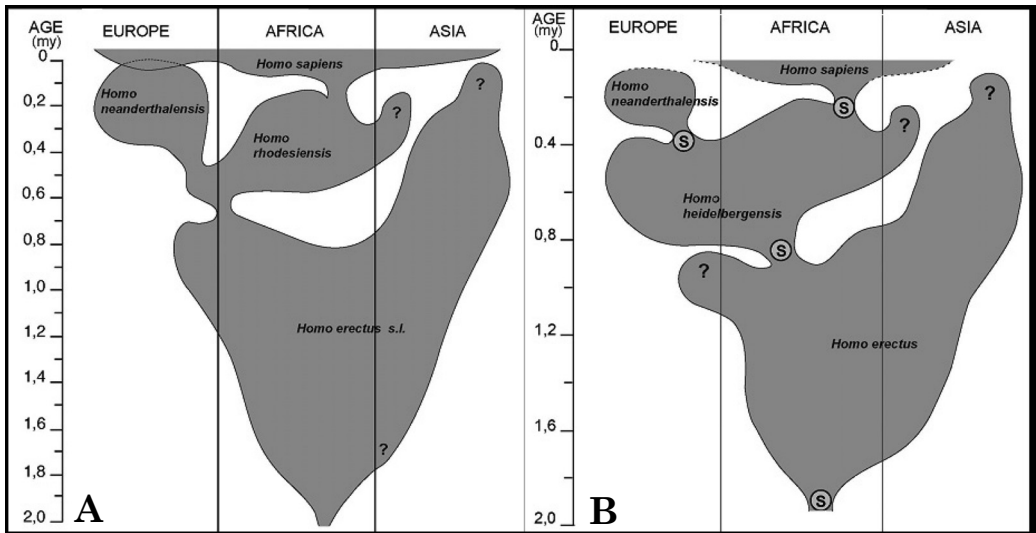 AGE
(my)
EUROPE
AFRICA
ASIA
0
0,2
0,4
0,6
0,8
1,0
1,2
1,4
1,6
1,8
2,0
Homo sapiens
Homo
neanderthalensis
Homo
rhodesiensis
?
?
Homo erectus s.l.
?
A
AGE
(my)
EUROPE
AFRICA
ASIA
0
0.4
0,8
1,2
1,6
2,0
Homo sapiens
Homo
neanderthalensis
S
S
?
?
Homo
heidelbergensis
S
?
Homo erectus
S
B